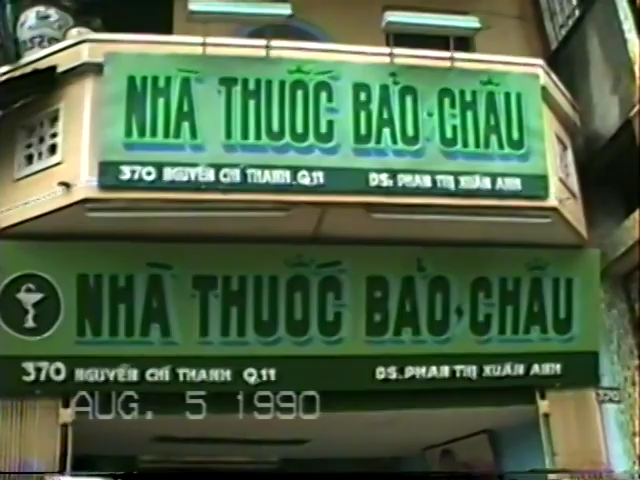 NHÀ THUỐC BẢO·CHÂU
370 NGUYỄN CHÍ THANH.Q.11
DS. PHAN THỊ XUÂN ANH
NHÀ THUỐC BẢO·CHÂU
370 NGUYỄN CHÍ THANH Q.11
DS. PHAN THỊ XUÂN ANH
370
AUG. 5 1990